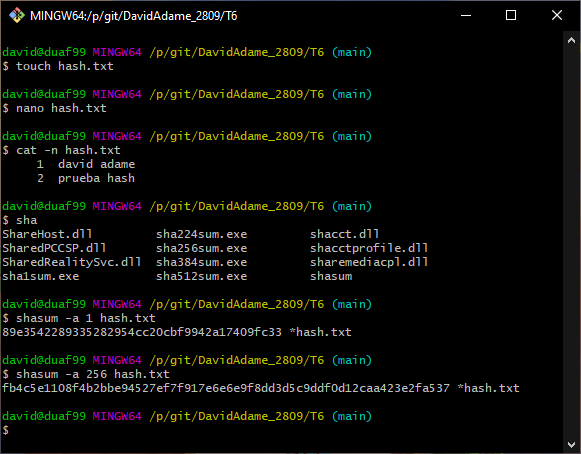 MINGW64:/p/git/DavidAdame_2809/T6
david@duaf99 MINGW64 /p/git/DavidAdame_2809/T6 (main)
$ touch hash.txt
david@duaf99 MINGW64 /p/git/DavidAdame_2809/T6 (main)
$ nano hash.txt
david@duaf99 MINGW64 /p/git/DavidAdame_2809/T6 (main)
$ cat -n hash.txt
     1  david adame
     2  prueba hash
david@duaf99 MINGW64 /p/git/DavidAdame_2809/T6 (main)
$ sha
ShareHost.dll         sha224sum.exe         shacct.dll
SharedPCCSP.dll       sha256sum.exe         shacctprofile.dll
SharedRealitySvc.dll  sha384sum.exe         sharemediacpl.dll
sha1sum.exe           sha512sum.exe         shasum
david@duaf99 MINGW64 /p/git/DavidAdame_2809/T6 (main)
$ shasum -a 1 hash.txt
89e3542289335282954cc20cbf9942a17409fc33 *hash.txt
david@duaf99 MINGW64 /p/git/DavidAdame_2809/T6 (main)
$ shasum -a 256 hash.txt
fb4c5e1108f4b2bbe94527ef7f917e6e6e9f8dd3d5c9ddf0d12caa423e2fa537 *hash.txt
david@duaf99 MINGW64 /p/git/DavidAdame_2809/T6 (main)
$